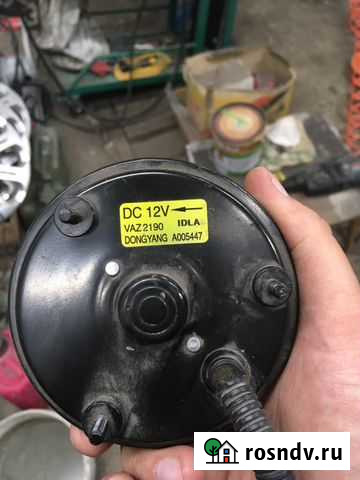 DC 12V
VAZ2190 IDLA
DONGYANG A005447
rosndv.ru